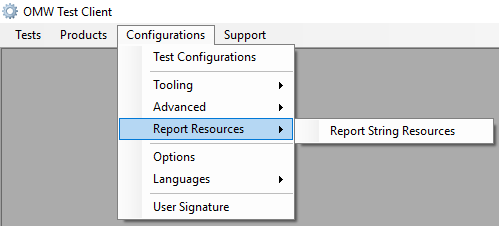 OMW Test Client
Tests Products Configurations Support
Test Configurations
Tooling
Advanced
Report Resources
Report String Resources
Options
Languages
User Signature